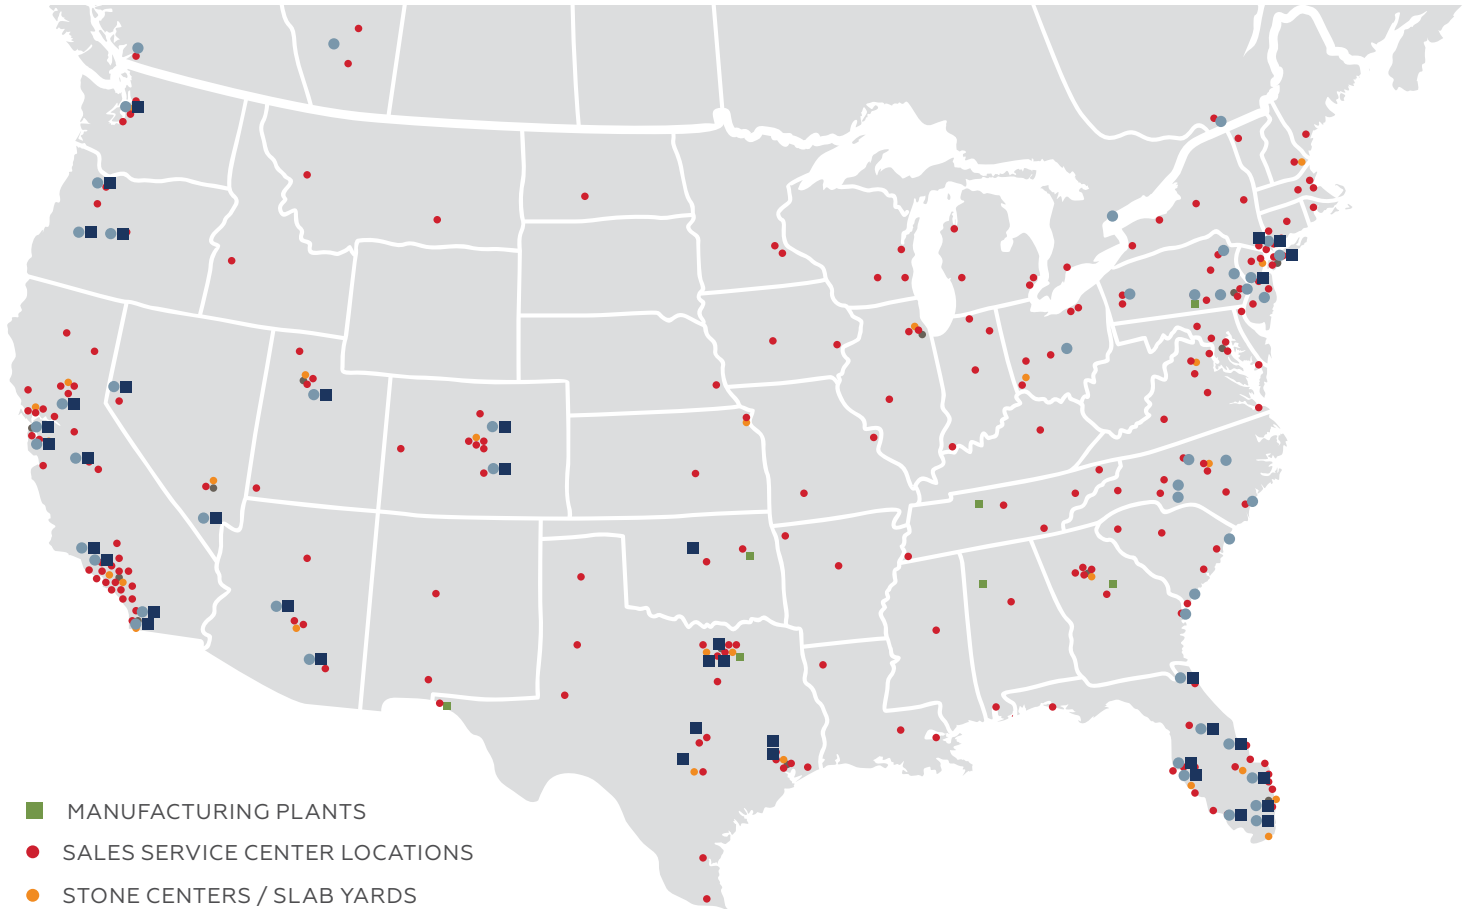 MANUFACTURING PLANTS
SALES SERVICE CENTER LOCATIONS
STONE CENTERS / SLAB YARDS